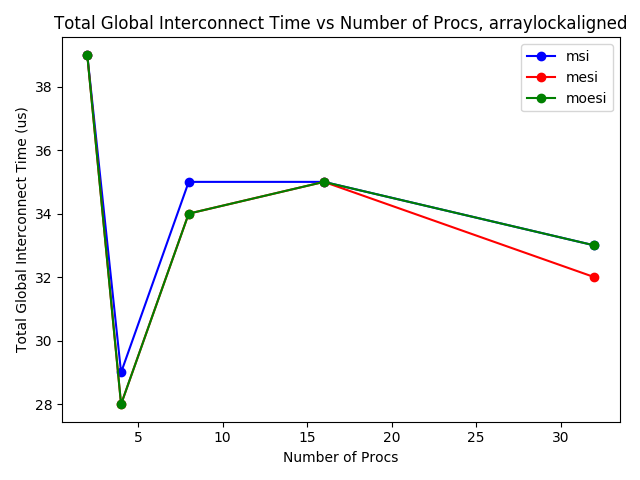 Total Global Interconnect Time vs Number of Procs, arraylockaligned
msi
mesi
moesi
Total Global Interconnect Time (us)
38
36
34
32
30
28
5
10
15
20
25
30
Number of Procs